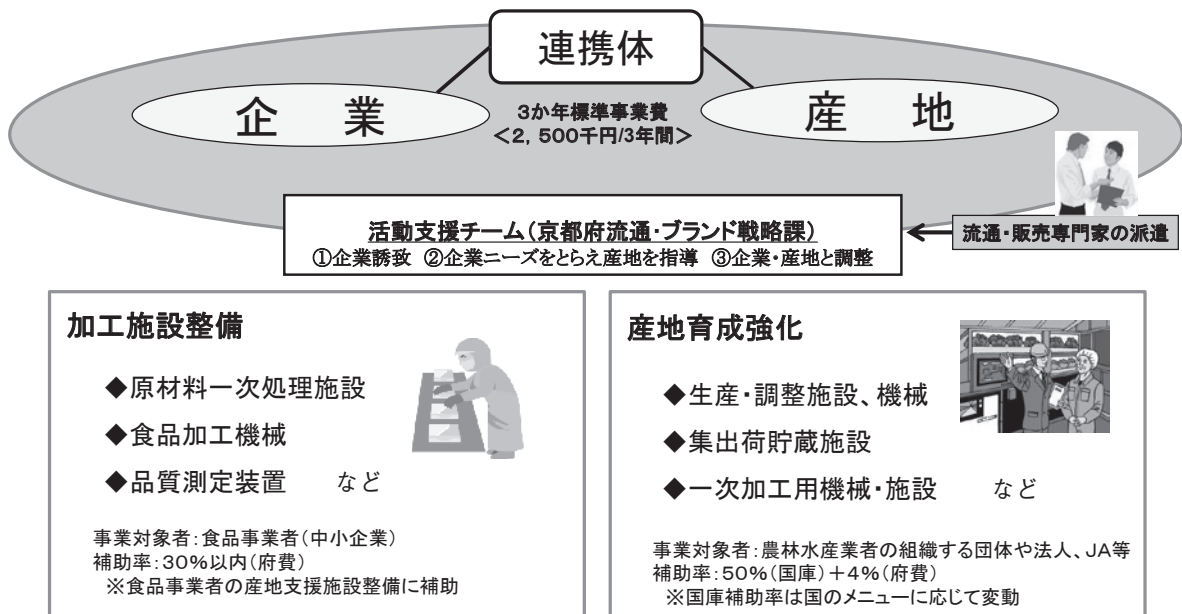 連携体
企　業
産　地
3か年標準事業費
<2，500千円/3年間>
活動支援チーム(京都府流通・ブランド戦略課)
①企業誘致 ②企業ニーズをとらえ産地を指導 ③企業・産地と調整
流通・販売専門家の派遣
加工施設整備
◆原材料一次処理施設
◆食品加工機械
◆品質測定装置　など
事業対象者:食品事業者(中小企業)
補助率:30%以内(府費)
※食品事業者の産地支援施設整備に補助
産地育成強化
◆生産・調整施設、機械
◆集出荷貯蔵施設
◆一次加工用機械・施設　など
事業対象者:農林水産業者の組織する団体や法人、JA等
補助率:50%(国庫)+4%(府費)
※国庫補助率は国のメニューに応じて変動